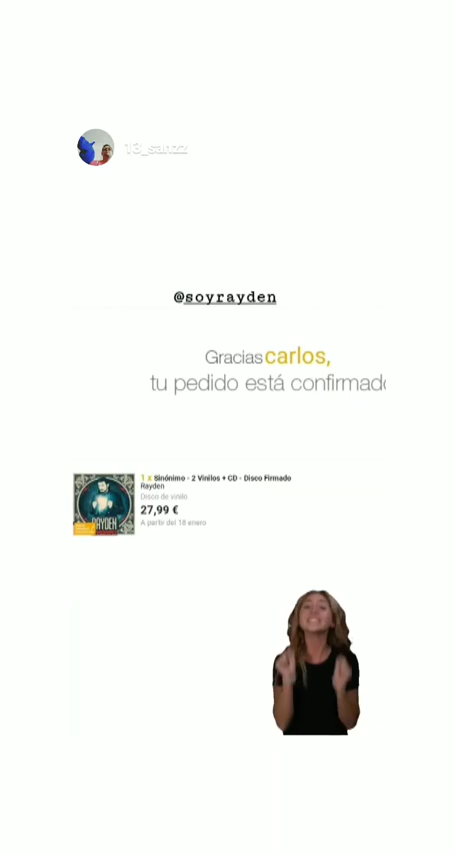 13_sanzz
@soyrayden
Gracias carlos,
tu pedido está confirmado
1 x Sinónimo - 2 Vinilos + CD - Disco Firmado
Rayden
Disco de vinilo
27,99 €
A partir del 18 enero
RAYDEN